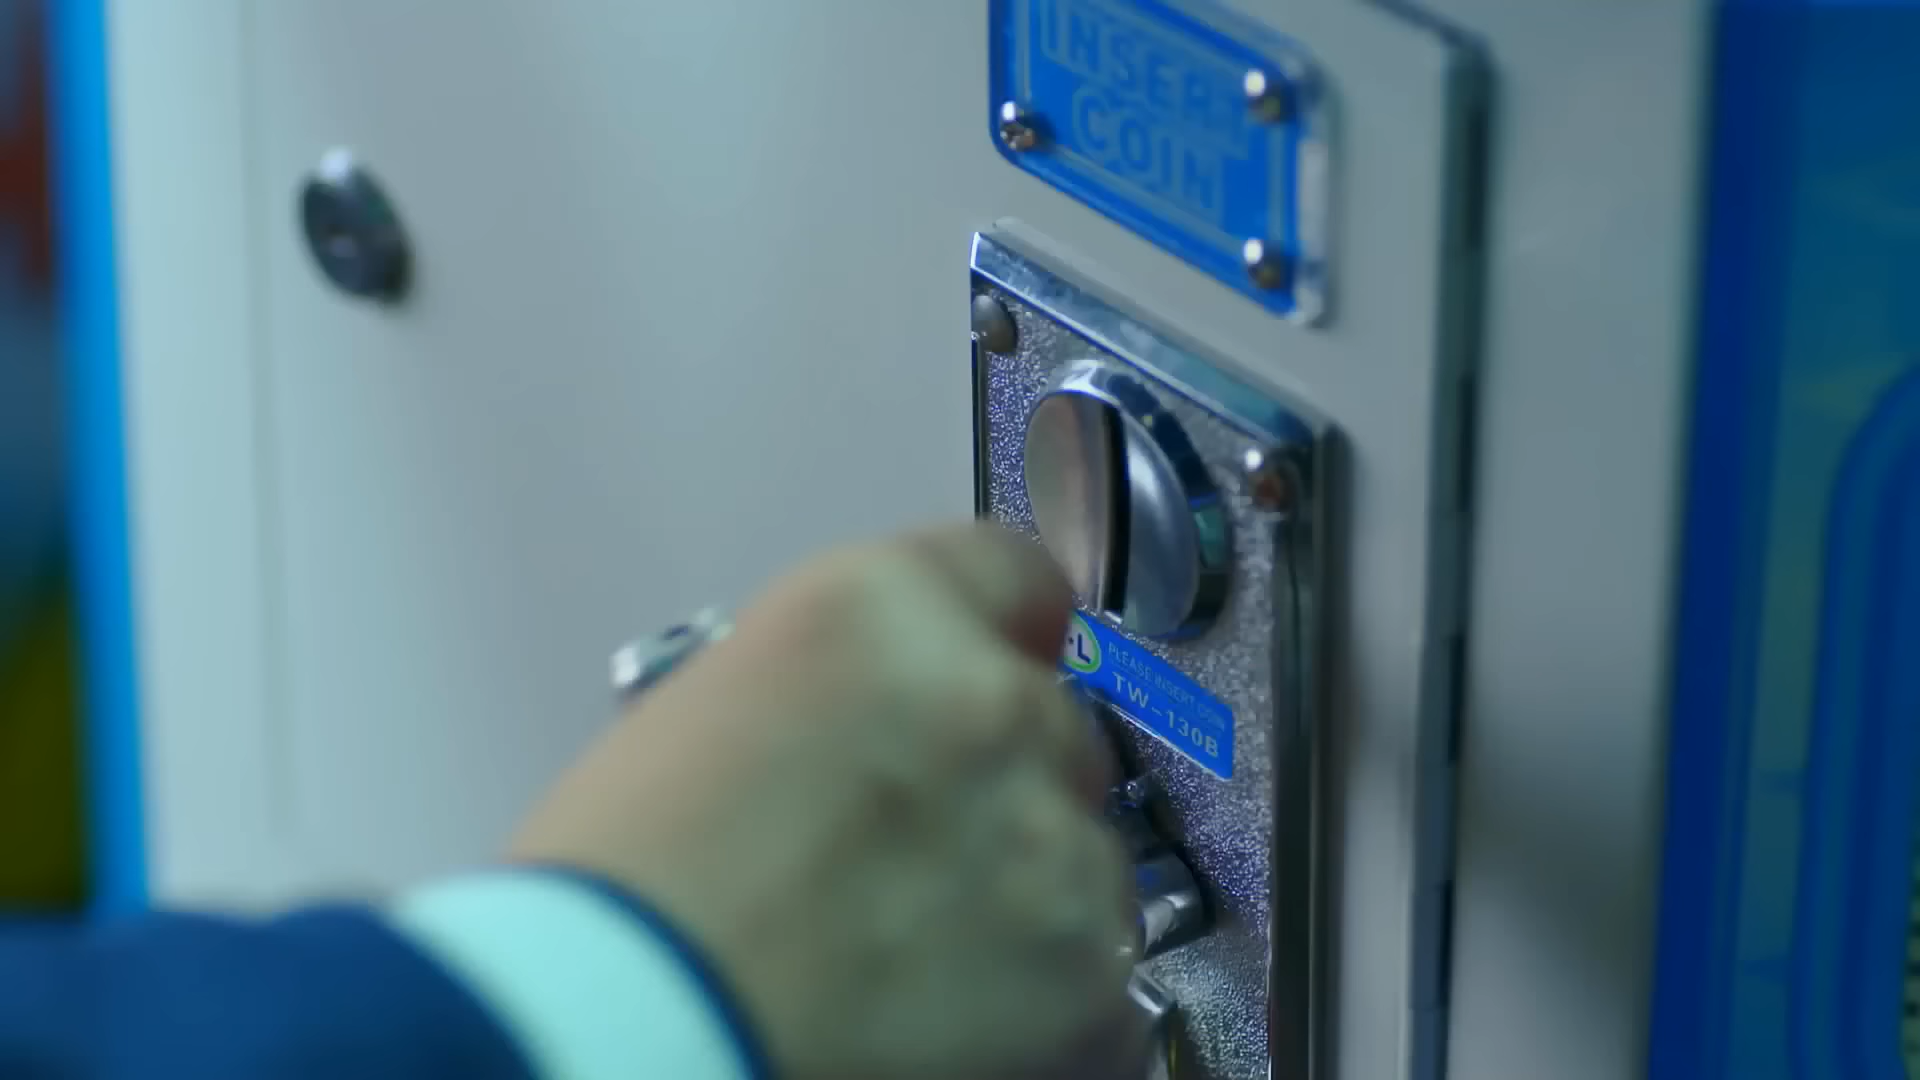 INSERT
COIN
-L
PLEASE INSERT COIN
TW-130B